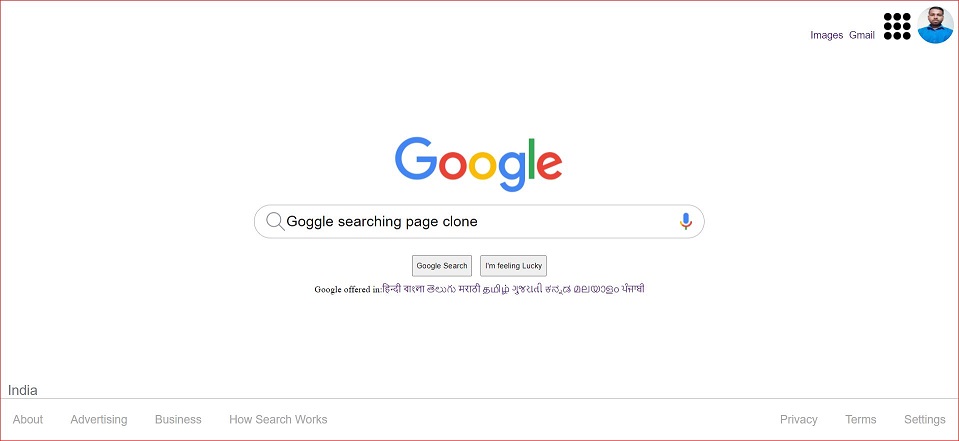 Images Gmail
Google
Goggle searching page clone
Google Search I'm feeling Lucky
Google offered in:हिन्दी বাংলা తెలుగు मराठी தமிழ் ગુજરાતી ಕನ್ನಡ മലയാളം ਪੰਜਾਬੀ
India
About Advertising Business How Search Works Privacy Terms Settings